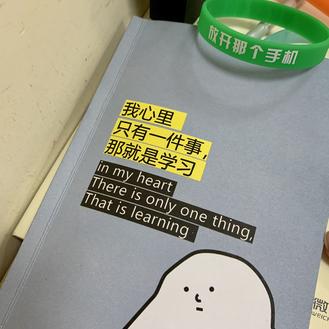 放开那个手机
我心里
只有一件事,
那就是学习
in my heart
There is only one thing.
That is learning
微